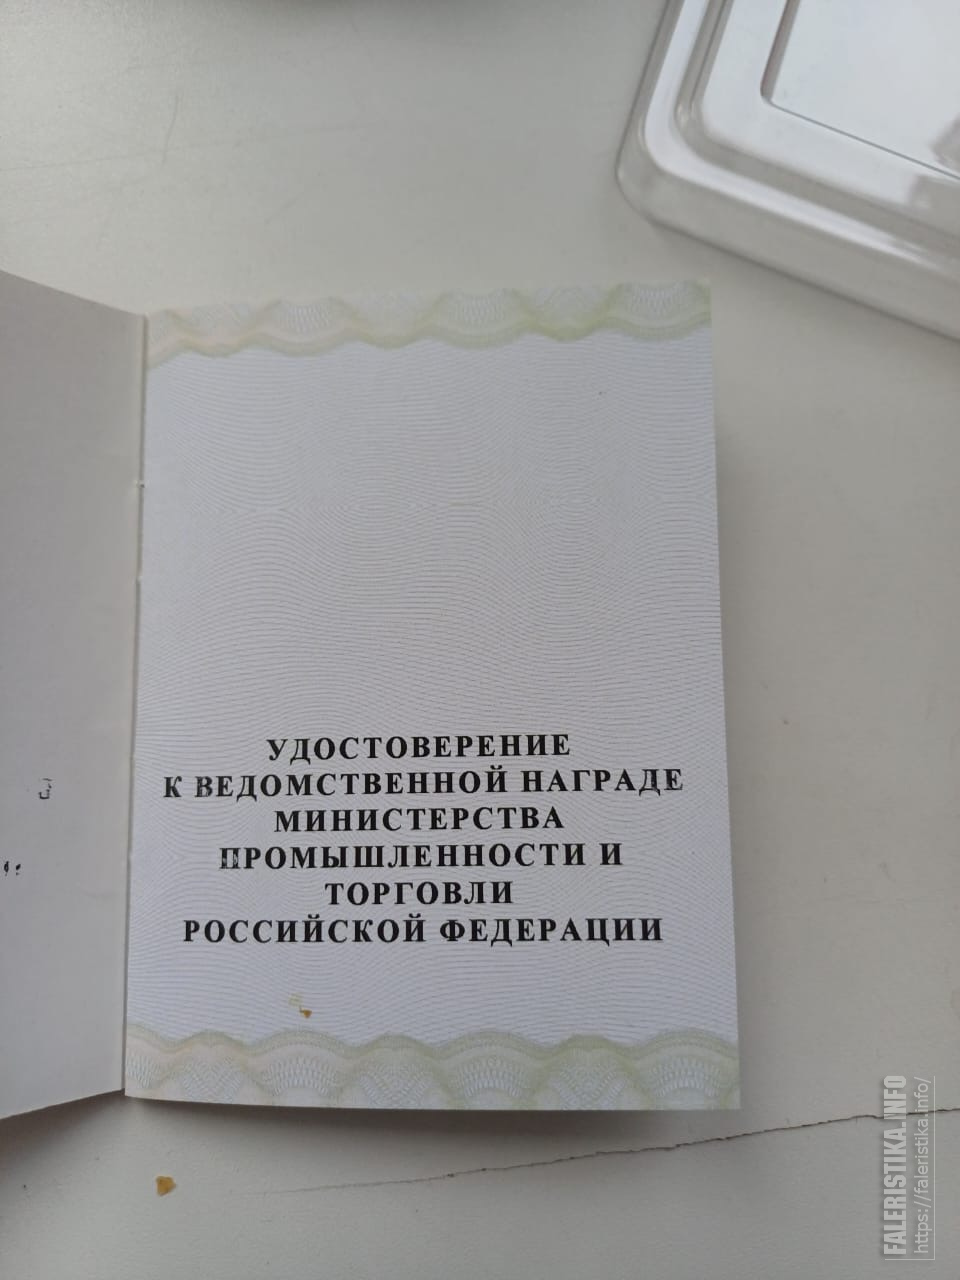 УДОСТОВЕРЕНИЕ
К ВЕДОМСТВЕННОЙ НАГРАДЕ
МИНИСТЕРСТВА
ПРОМЫШЛЕННОСТИ И
ТОРГОВЛИ
РОССИЙСКОЙ ФЕДЕРАЦИИ
FALERISTIKA.INFO
https://faleristika.info/